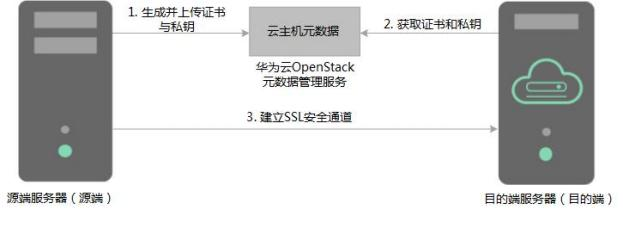 1. 生成并上传证书
与私钥
云主机元数据
2. 获取证书和私钥
华为云OpenStack
元数据管理服务
3. 建立SSL安全通道
源端服务器（源端）
目的端服务器（目的端）